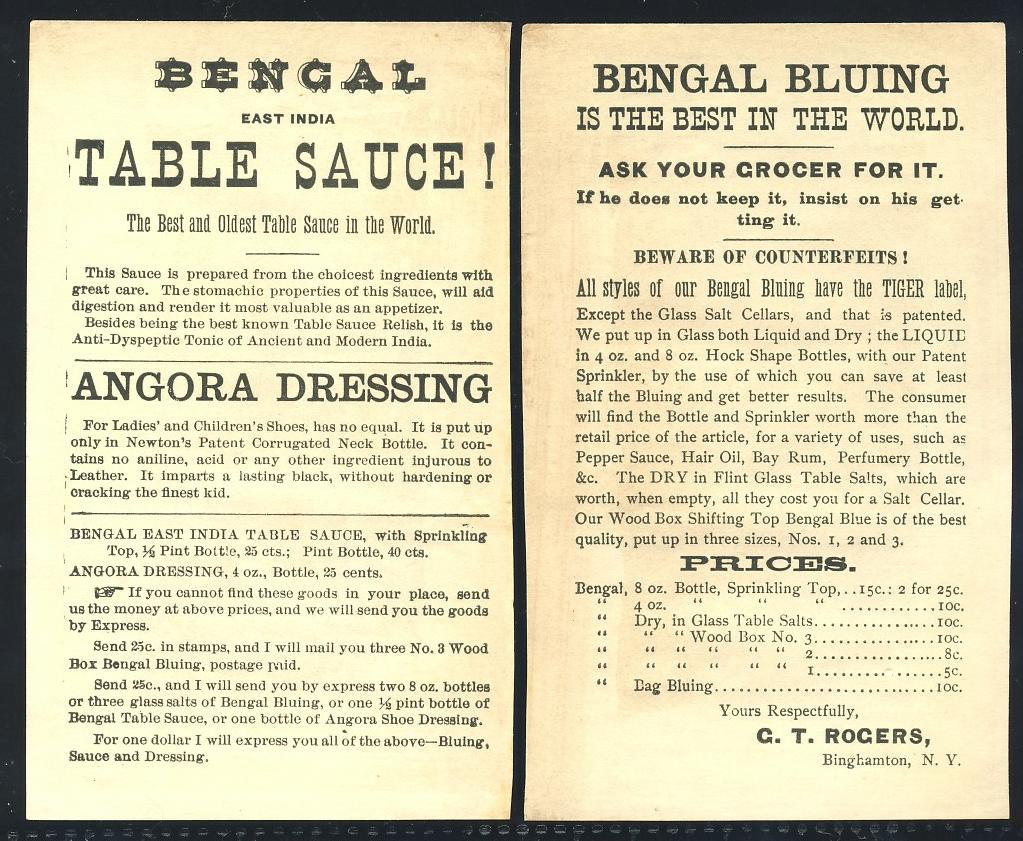 BENGAL
EAST INDIA
TABLE SAUCE!
The Best and Oldest Table Sauce in the World.
This Sauce is prepared from the choicest ingredients with
great care. The stomachic properties of this Sauce, will aid
digestion and render it most valuable as an appetizer.
Besides being the best known Table Sauce Relish, it is the
Anti-Dyspeptic Tonic of Ancient and Modern India.
ANGORA DRESSING
For Ladies' and Children's Shoes, has no equal. It is put up
only in Newton's Patent Corrugated Neck Bottle. It con-
tains no aniline, acid or any other ingredient injurous to
Leather. It imparts a lasting black, without hardening or
cracking the finest kid.
BENGAL EAST INDIA TABLE SAUCE, with Sprinkling
Top, ½ Pint Bottle, 25 cts.; Pint Bottle, 40 cts.
ANGORA DRESSING, 4 oz., Bottle, 25 cents.
☞ If you cannot find these goods in your place, send
us the money at above prices, and we will send you the goods
by Express.
Send 25c. in stamps, and I will mail you three No. 3 Wood
Box Bengal Bluing, postage paid.
Send 25c., and I will send you by express two 8 oz. bottles
or three glass salts of Bengal Bluing, or one ½ pint bottle of
Bengal Table Sauce, or one bottle of Angora Shoe Dressing.
For one dollar I will express you all of the above—Bluing,
Sauce and Dressing.
BENGAL BLUING
IS THE BEST IN THE WORLD.
ASK YOUR GROCER FOR IT.
If he does not keep it, insist on his get-
ting it.
BEWARE OF COUNTERFEITS!
All styles of our Bengal Bluing have the TIGER label,
Except the Glass Salt Cellars, and that is patented.
We put up in Glass both Liquid and Dry; the LIQUID
in 4 oz. and 8 oz. Hock Shape Bottles, with our Patent
Sprinkler, by the use of which you can save at least
half the Bluing and get better results. The consumer
will find the Bottle and Sprinkler worth more than the
retail price of the article, for a variety of uses, such as
Pepper Sauce, Hair Oil, Bay Rum, Perfumery Bottle,
&c. The DRY in Flint Glass Table Salts, which are
worth, when empty, all they cost you for a Salt Cellar.
Our Wood Box Shifting Top Bengal Blue is of the best
quality, put up in three sizes, Nos. 1, 2 and 3.
PRICES.
Bengal, 8 oz. Bottle, Sprinkling Top,..15c.: 2 for 25c.
" 4 oz. " " " ............10c.
" Dry, in Glass Table Salts...............10c.
" " " Wood Box No. 3...............10c.
" " " " " " 2................8c.
" " " " " " 1................5c.
" Bag Bluing............................10c.
Yours Respectfully,
G. T. ROGERS,
Binghamton, N. Y.